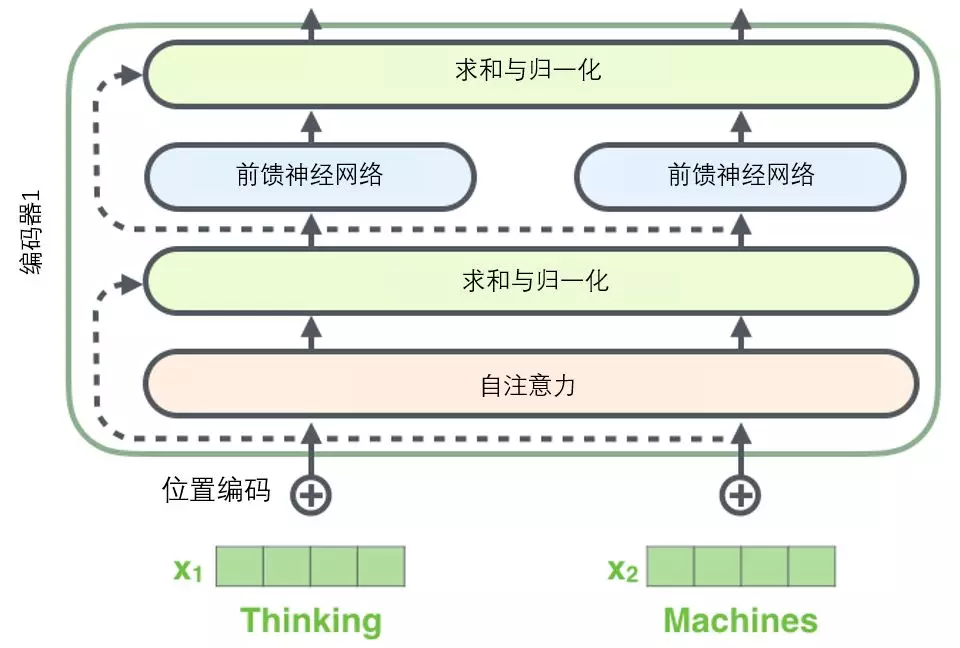 求和与归一化
前馈神经网络
前馈神经网络
编码器1
求和与归一化
自注意力
位置编码
x₁
x₂
Thinking
Machines